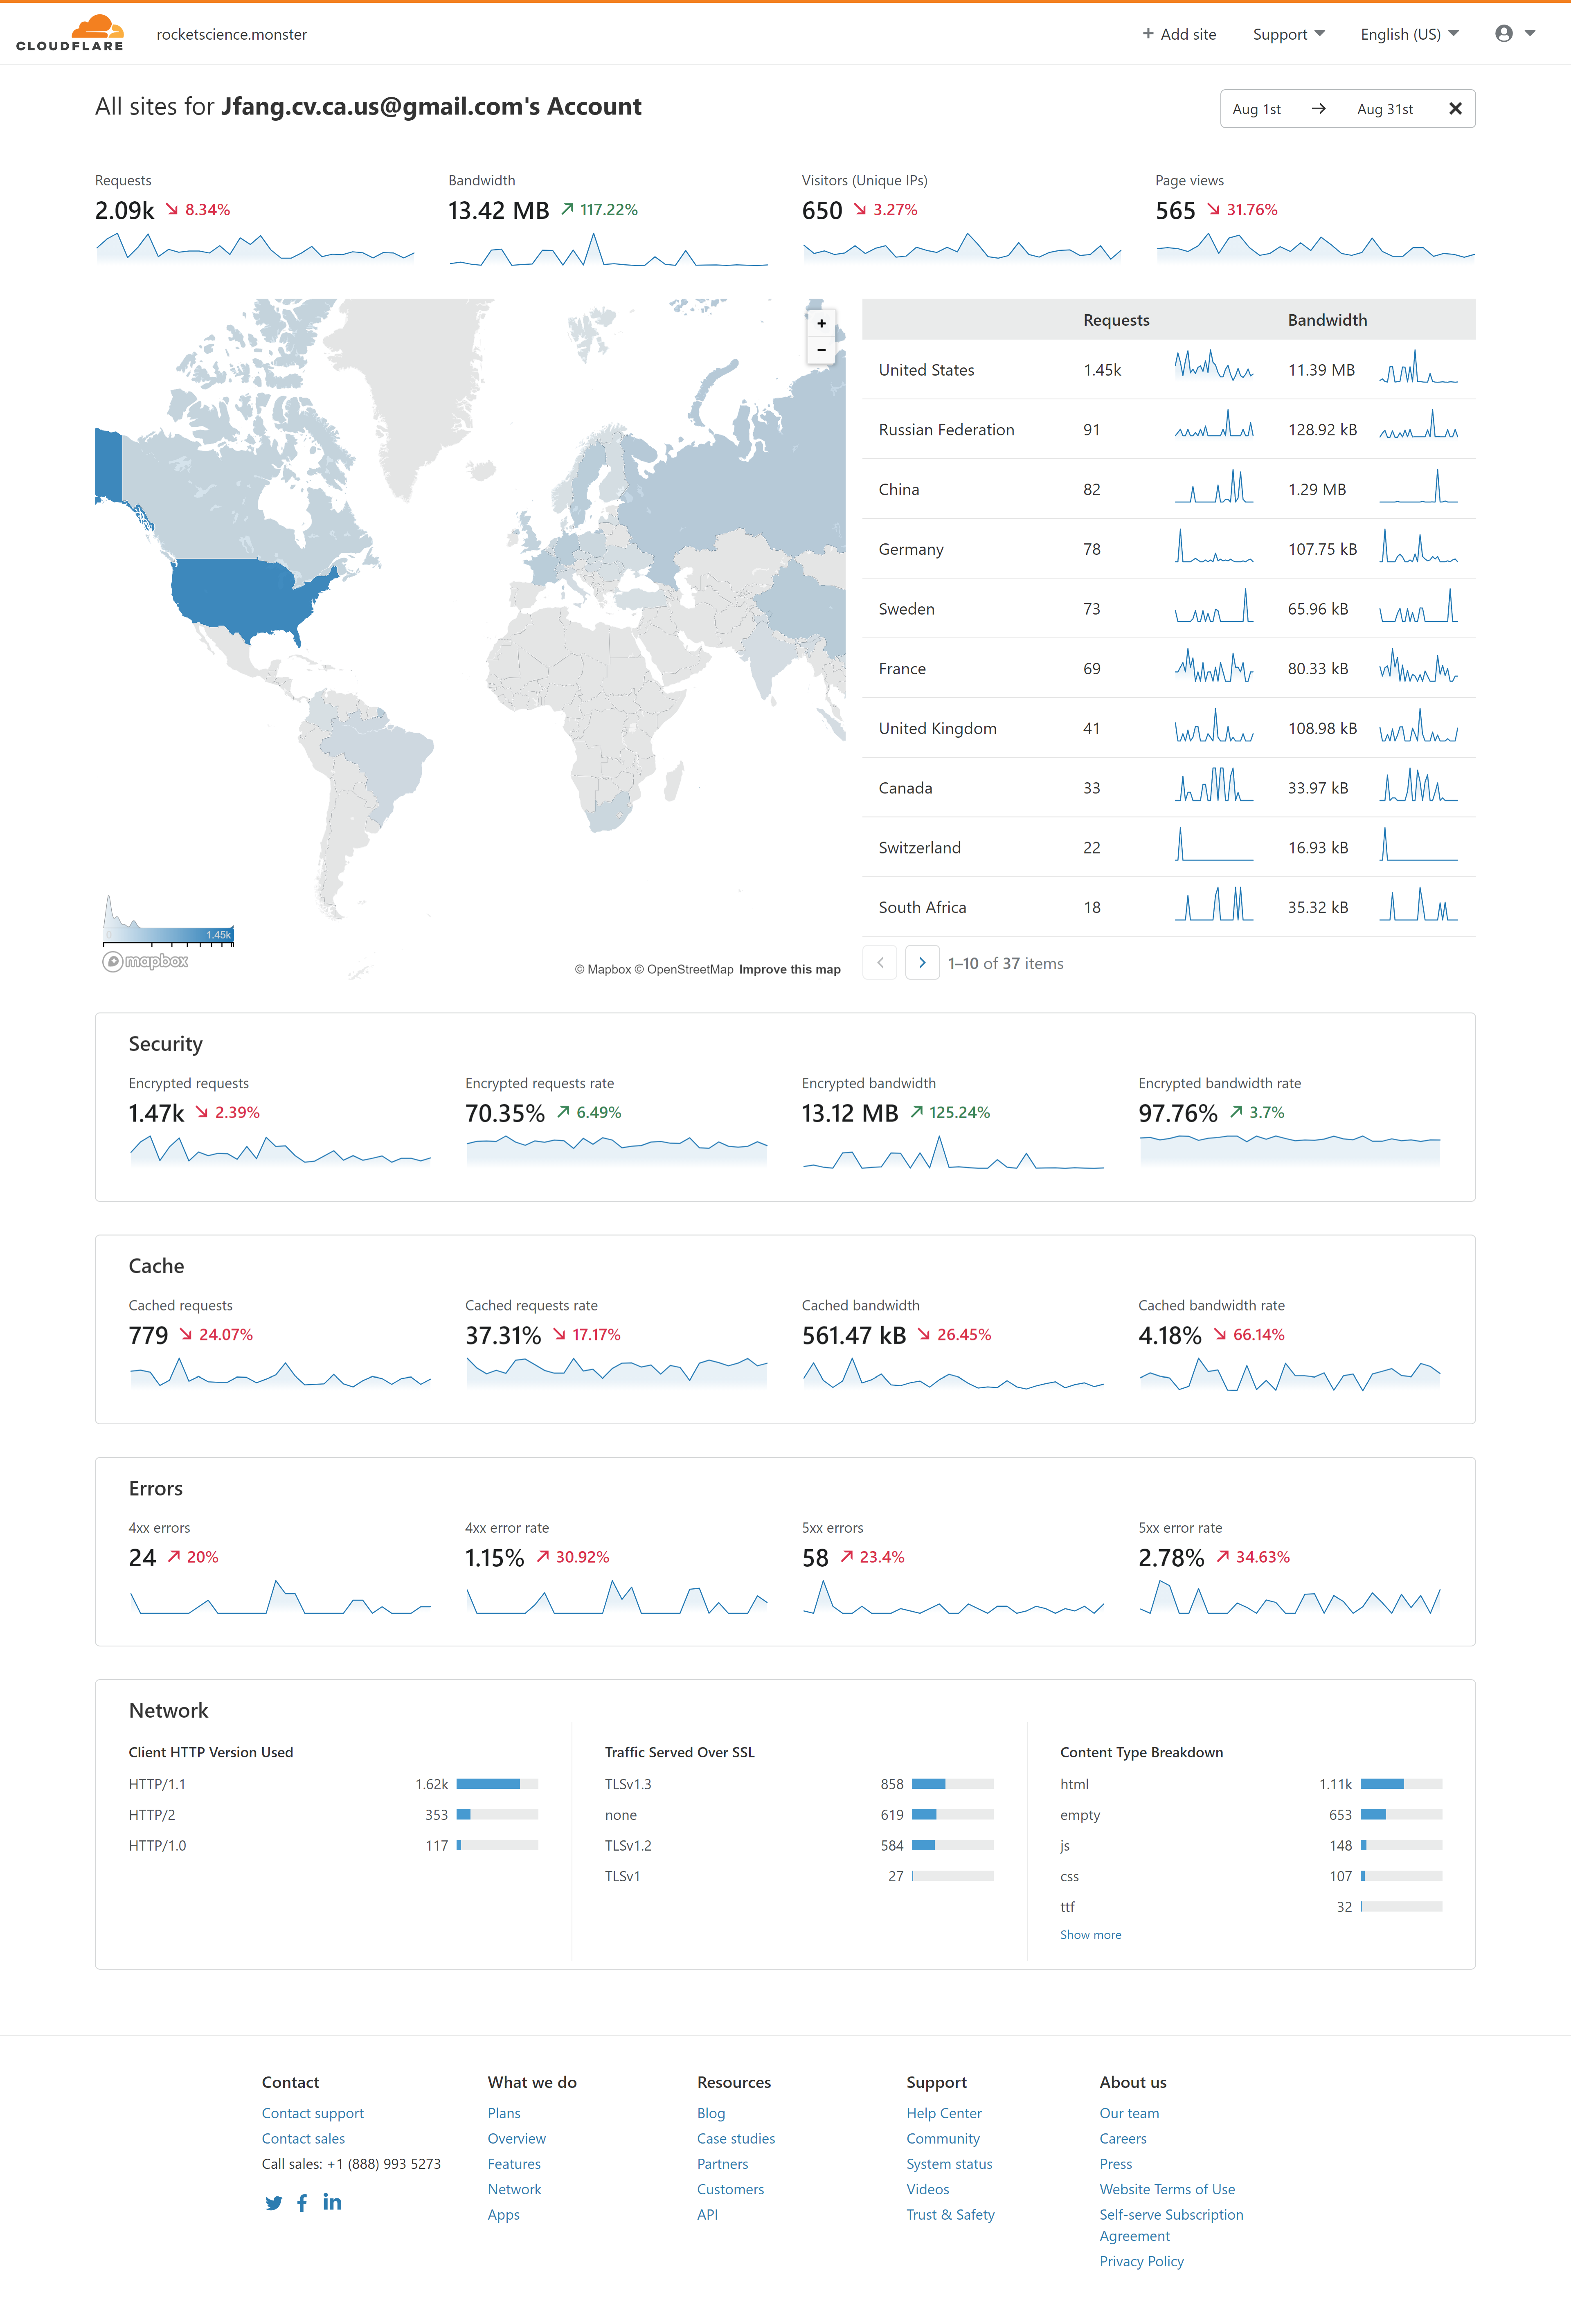 CLOUDFLARE
rocketscience.monster
+ Add site
Support
English (US)
All sites for Jfang.cv.ca.us@gmail.com's Account
Aug 1st → Aug 31st ✕
Requests
2.09k ↘ 8.34%
Bandwidth
13.42 MB ↗ 117.22%
Visitors (Unique IPs)
650 ↘ 3.27%
Page views
565 ↘ 31.76%
+
−
0 1.45k
mapbox
© Mapbox © OpenStreetMap Improve this map
Requests Bandwidth
United States 1.45k 11.39 MB
Russian Federation 91 128.92 kB
China 82 1.29 MB
Germany 78 107.75 kB
Sweden 73 65.96 kB
France 69 80.33 kB
United Kingdom 41 108.98 kB
Canada 33 33.97 kB
Switzerland 22 16.93 kB
South Africa 18 35.32 kB
1–10 of 37 items
Security
Encrypted requests
1.47k ↘ 2.39%
Encrypted requests rate
70.35% ↗ 6.49%
Encrypted bandwidth
13.12 MB ↗ 125.24%
Encrypted bandwidth rate
97.76% ↗ 3.7%
Cache
Cached requests
779 ↘ 24.07%
Cached requests rate
37.31% ↘ 17.17%
Cached bandwidth
561.47 kB ↘ 26.45%
Cached bandwidth rate
4.18% ↘ 66.14%
Errors
4xx errors
24 ↗ 20%
4xx error rate
1.15% ↗ 30.92%
5xx errors
58 ↗ 23.4%
5xx error rate
2.78% ↗ 34.63%
Network
Client HTTP Version Used
HTTP/1.1 1.62k
HTTP/2 353
HTTP/1.0 117
Traffic Served Over SSL
TLSv1.3 858
none 619
TLSv1.2 584
TLSv1 27
Content Type Breakdown
html 1.11k
empty 653
js 148
css 107
ttf 32
Show more
Contact
Contact support
Contact sales
Call sales: +1 (888) 993 5273
What we do
Plans
Overview
Features
Network
Apps
Resources
Blog
Case studies
Partners
Customers
API
Support
Help Center
Community
System status
Videos
Trust & Safety
About us
Our team
Careers
Press
Website Terms of Use
Self-serve Subscription
Agreement
Privacy Policy